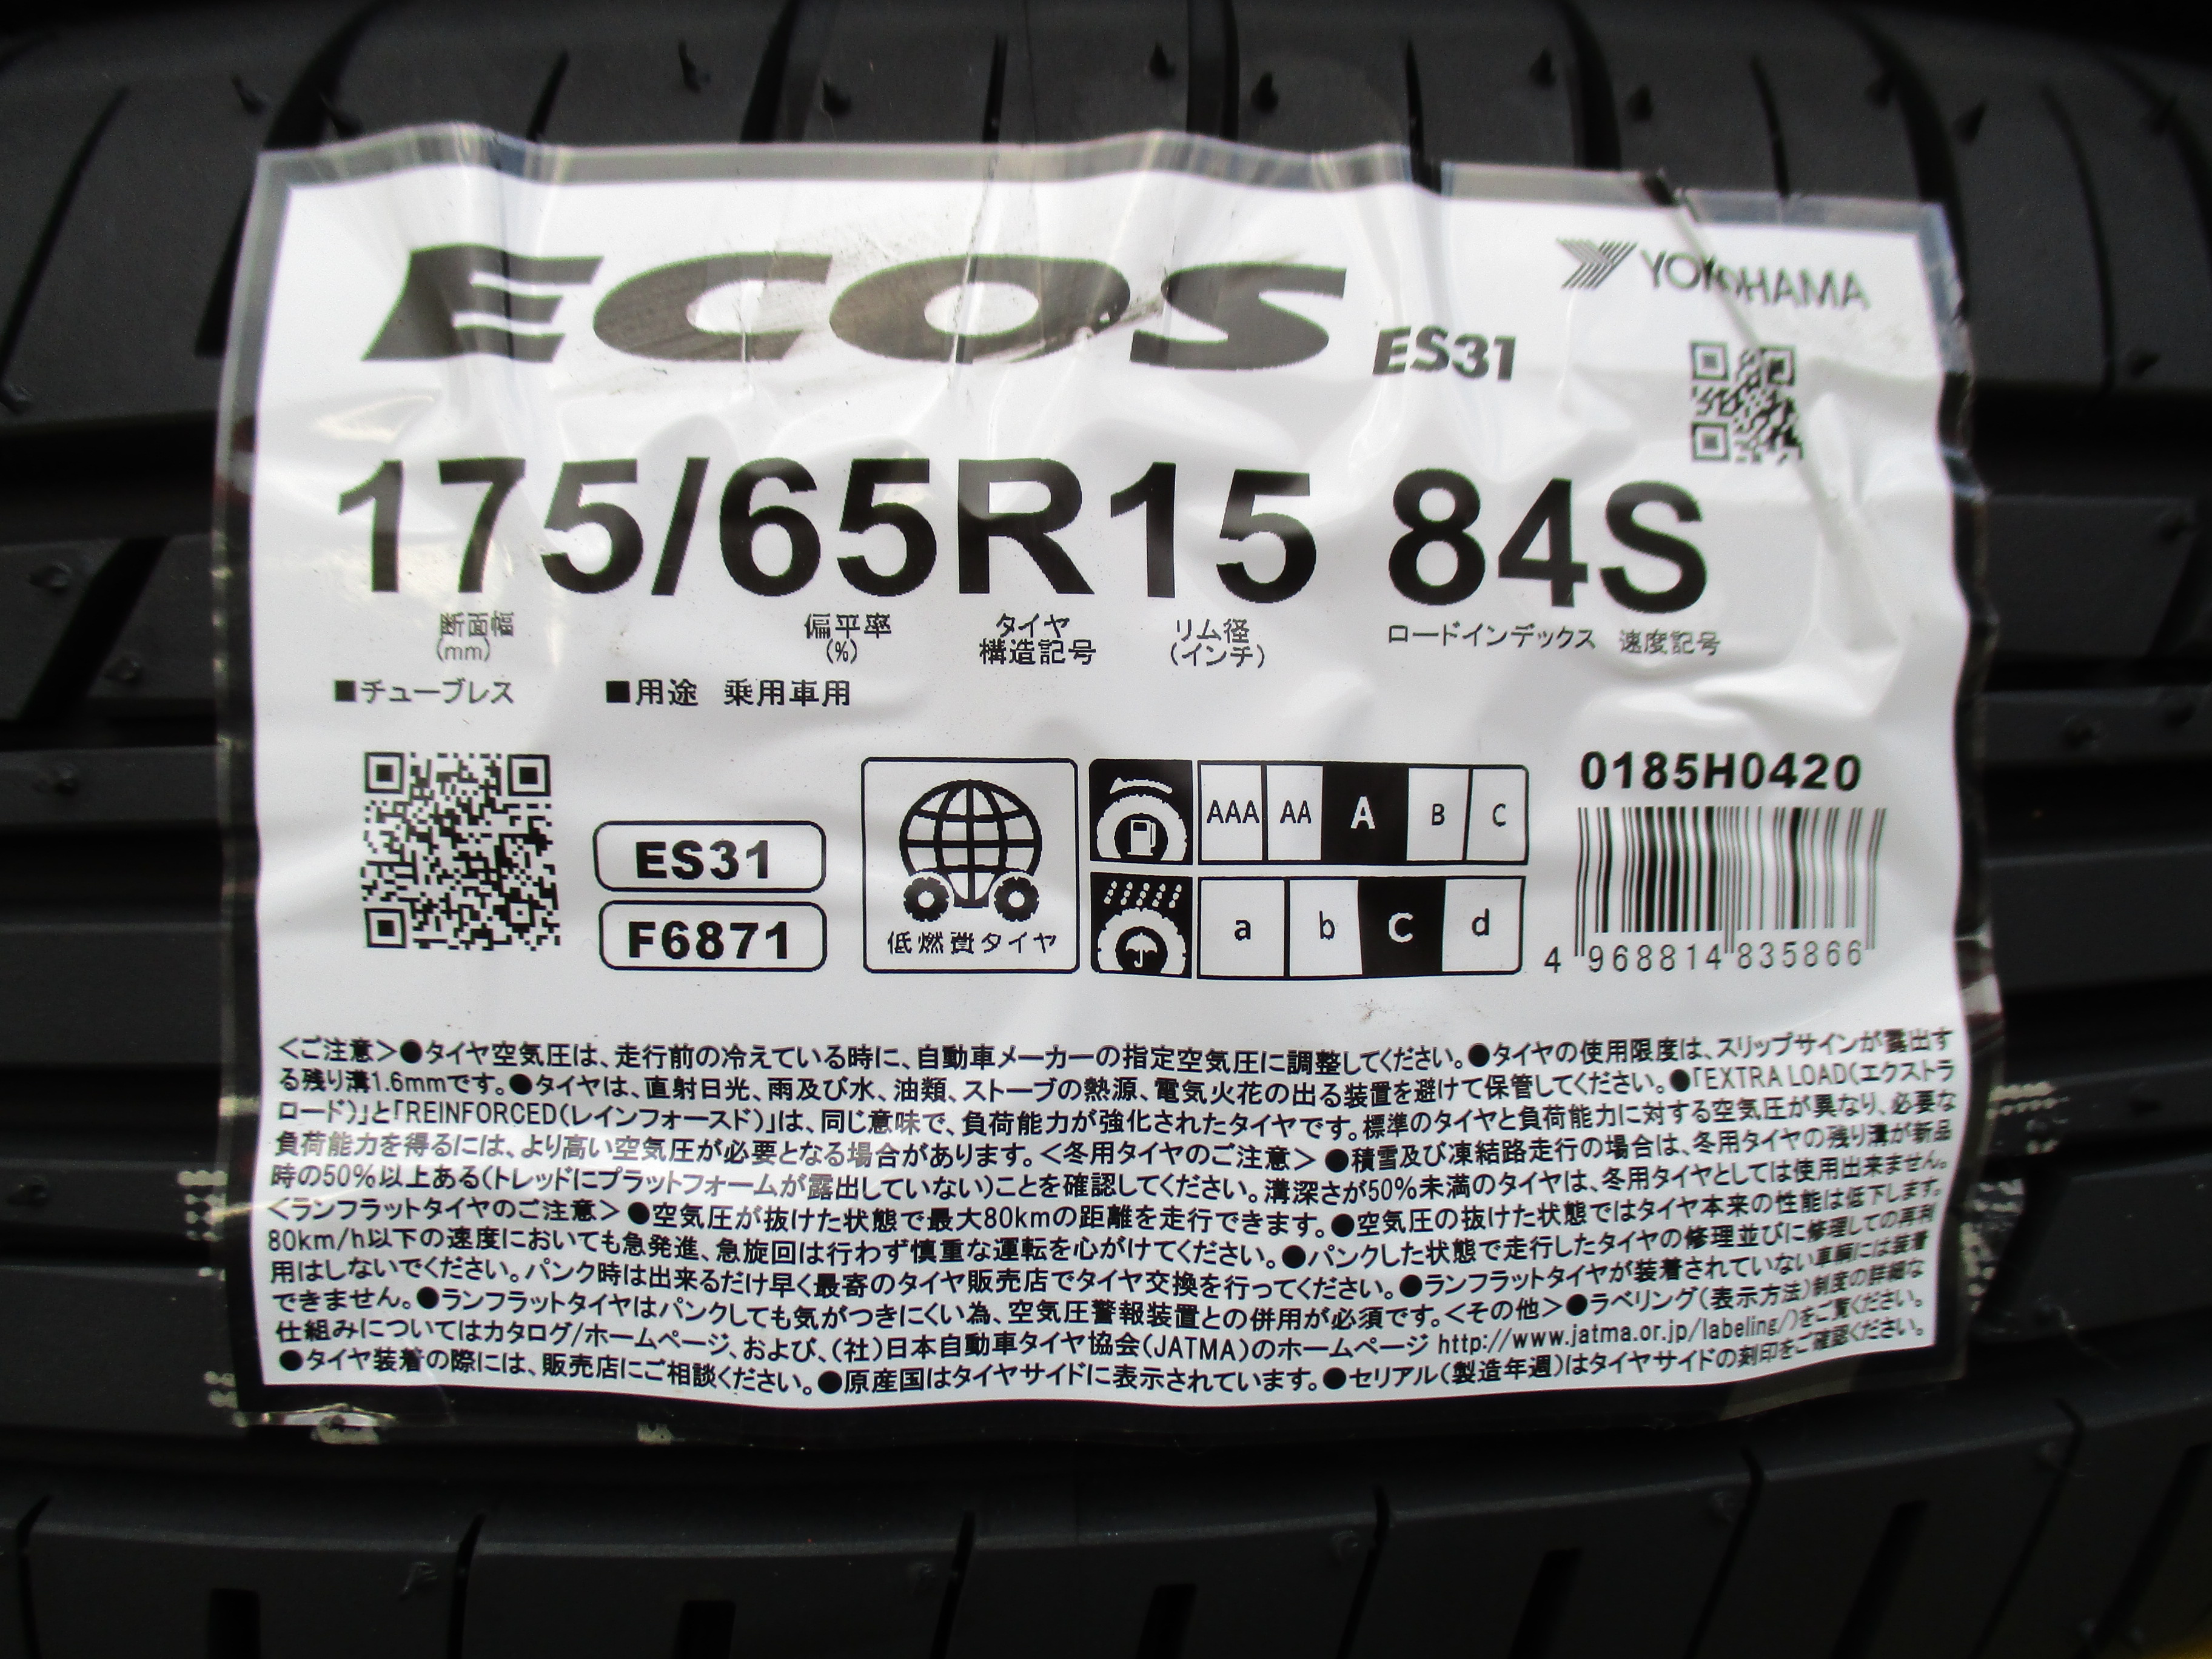 ECOS ES31
YOKOHAMA
175/65R15 84S
断面幅
(mm)
偏平率
(%)
タイヤ
構造記号
リム径
(インチ)
ロードインデックス
速度記号
■チューブレス ■用途 乗用車用
ES31
F6871
低燃費タイヤ
AAA AA A B C
a b c d
0185H0420
4 968814 835866
<ご注意>●タイヤ空気圧は、走行前の冷えている時に、自動車メーカーの指定空気圧に調整してください。●タイヤの使用限度は、スリップサインが露出す
る残り溝1.6mmです。●タイヤは、直射日光、雨及び水、油類、ストーブの熱源、電気火花の出る装置を避けて保管してください。●「EXTRA LOAD(エクストラ
ロード)」と「REINFORCED(レインフォースド)」は、同じ意味で、負荷能力が強化されたタイヤです。標準のタイヤと負荷能力に対する空気圧が異なり、必要な
負荷能力を得るには、より高い空気圧が必要となる場合があります。<冬用タイヤのご注意>●積雪及び凍結路走行の場合は、冬用タイヤの残り溝が新品
時の50%以上ある(トレッドにプラットフォームが露出していない)ことを確認してください。溝深さが50%未満のタイヤは、冬用タイヤとしては使用出来ません。
<ランフラットタイヤのご注意>●空気圧が抜けた状態で最大80kmの距離を走行できます。●空気圧の抜けた状態ではタイヤ本来の性能は低下します。
80km/h以下の速度においても急発進、急旋回は行わず慎重な運転を心がけてください。●パンクした状態で走行したタイヤの修理並びに修理しての再利
用はしないでください。パンク時は出来るだけ早く最寄のタイヤ販売店でタイヤ交換を行ってください。●ランフラットタイヤが装着されていない車輌には装着
できません。●ランフラットタイヤはパンクしても気がつきにくい為、空気圧警報装置との併用が必須です。<その他>●ラベリング(表示方法)制度の詳細な
仕組みについてはカタログ/ホームページ、および、(社)日本自動車タイヤ協会(JATMA)のホームページ http://www.jatma.or.jp/labeling/)をご覧ください。
●タイヤ装着の際には、販売店にご相談ください。●原産国はタイヤサイドに表示されています。●セリアル(製造年週)はタイヤサイドの刻印をご確認ください。